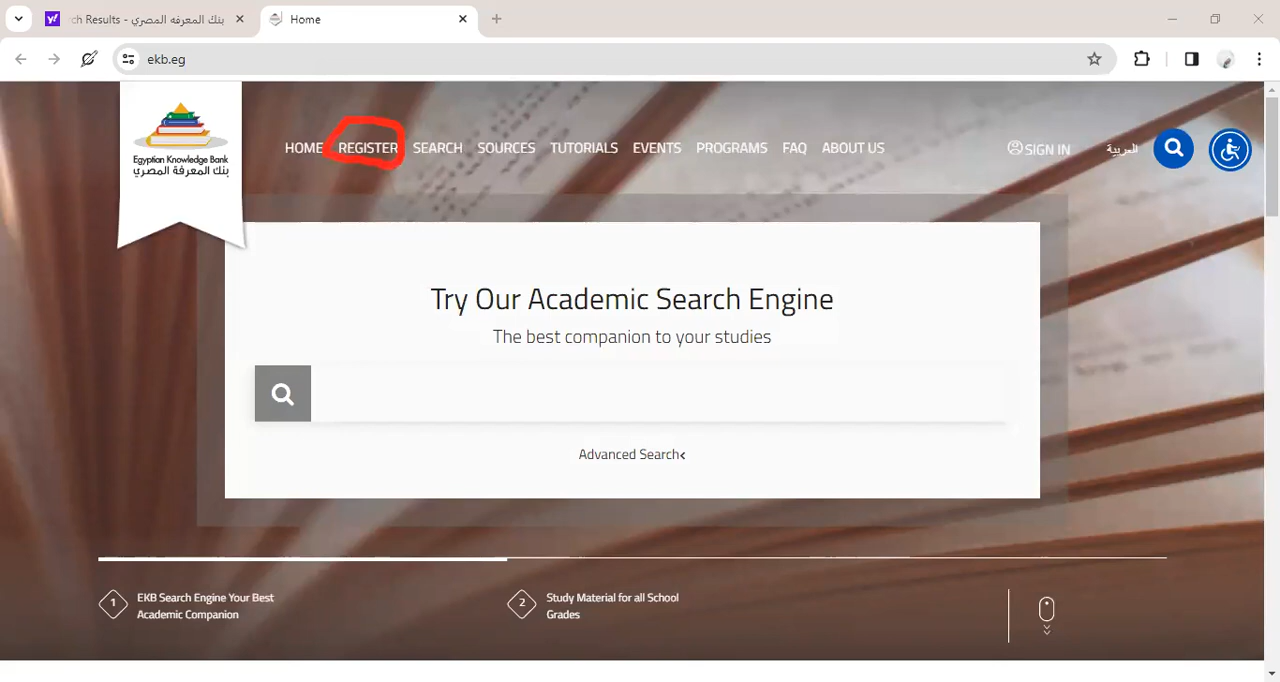 ch Results - بنك المعرفه المصري
Home
ekb.eg
Egyptian Knowledge Bank
بنك المعرفة المصري
HOME REGISTER SEARCH SOURCES TUTORIALS EVENTS PROGRAMS FAQ ABOUT US
SIGN IN العربية
Try Our Academic Search Engine
The best companion to your studies
Advanced Search
1 EKB Search Engine Your Best
Academic Companion
2 Study Material for all School
Grades